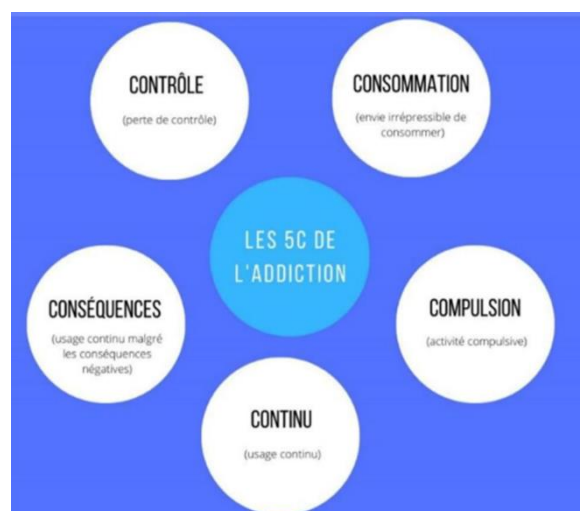 CONTRÔLE
(perte de contrôle)
CONSOMMATION
(envie irrépressible de
consommer)
LES 5C DE
L'ADDICTION
CONSÉQUENCES
(usage continu malgré
les conséquences
négatives)
COMPULSION
(activité compulsive)
CONTINU
(usage continu)